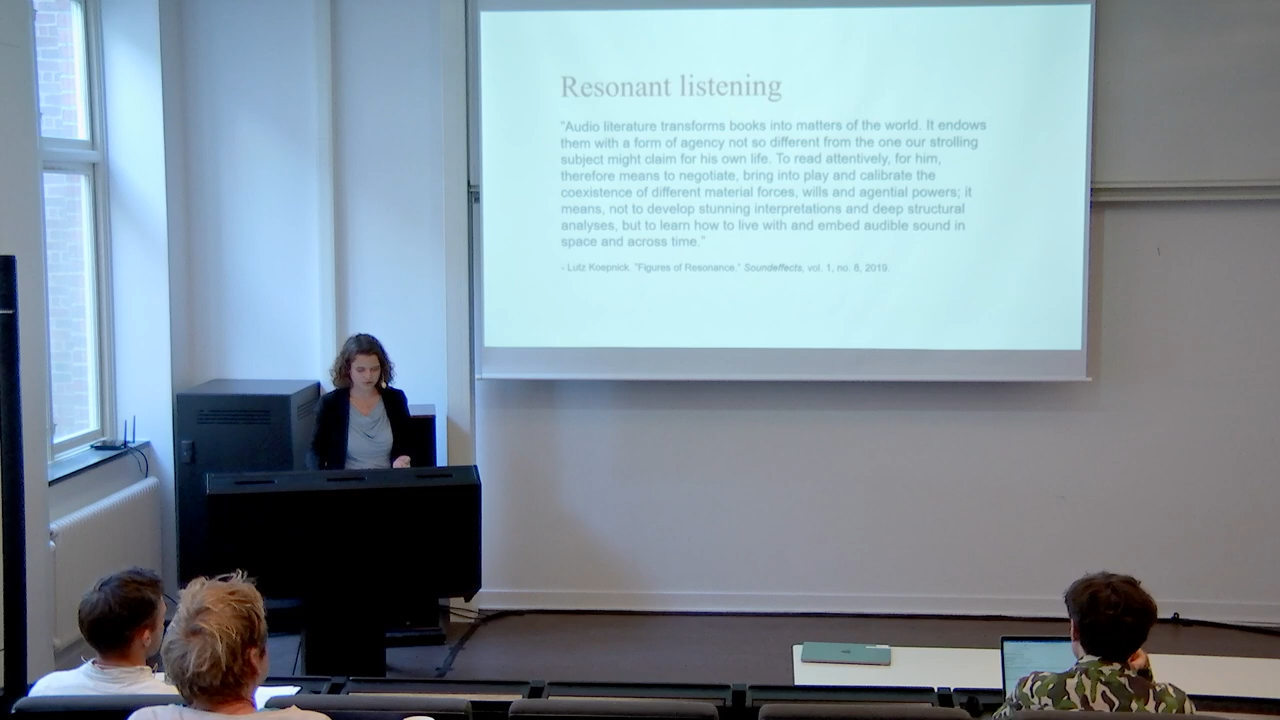 Resonant listening
"Audio literature transforms books into matters of the world. It endows
them with a form of agency not so different from the one our strolling
subject might claim for his own life. To read attentively, for him,
therefore means to negotiate, bring into play and calibrate the
coexistence of different material forces, wills and agential powers; it
means, not to develop stunning interpretations and deep structural
analyses, but to learn how to live with and embed audible sound in
space and across time."
- Lutz Koepnick. "Figures of Resonance." Soundeffects, vol. 1, no. 8, 2019.